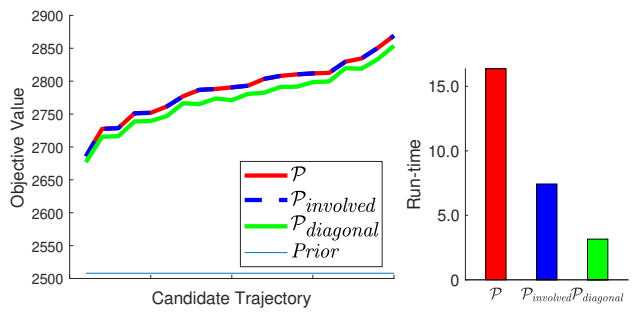 2900
2850
2800
2750
2700
2650
2600
2550
2500
Objective Value
Candidate Trajectory
𝒫
𝒫involved
𝒫diagonal
Prior
15.0
10.0
5.0
0
Run-time
𝒫
𝒫involved
𝒫diagonal